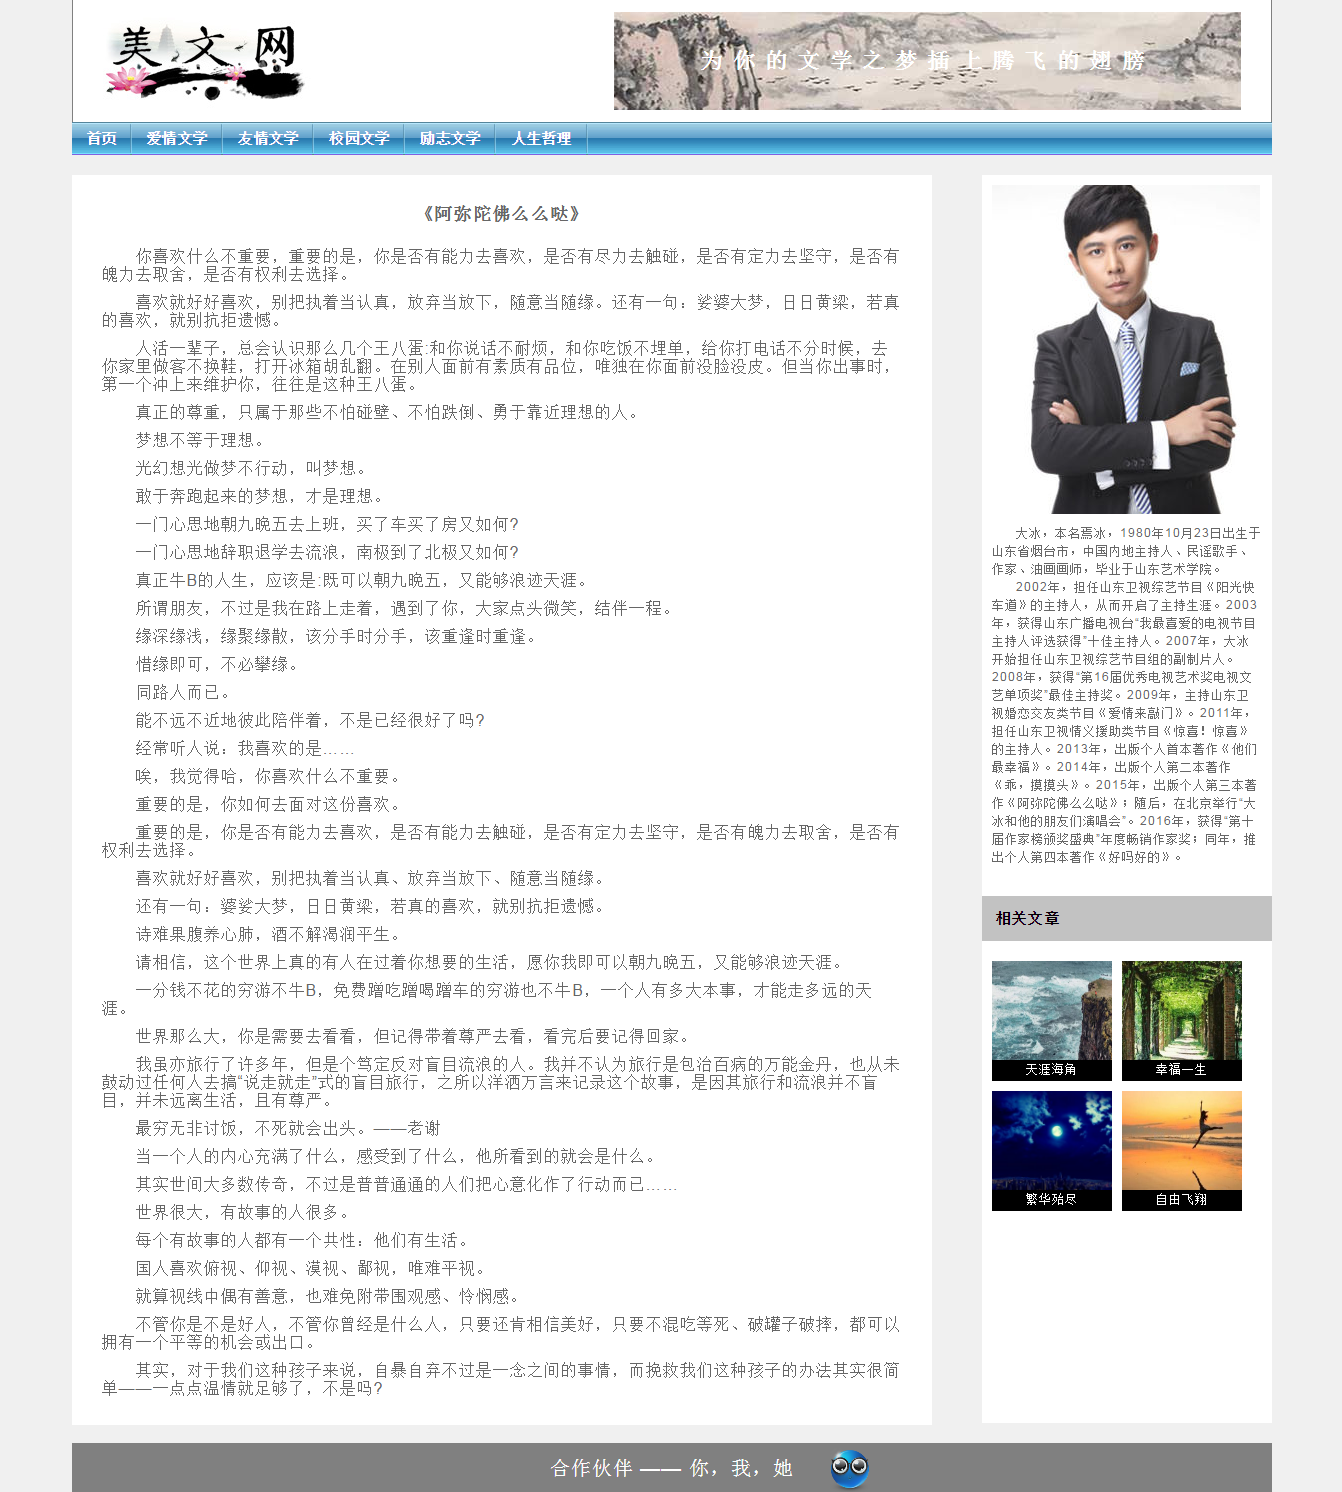 美文网
为你的文学之梦插上腾飞的翅膀
首页 爱情文学 友情文学 校园文学 励志文学 人生哲理
《阿弥陀佛么么哒》
你喜欢什么不重要，重要的是，你是否有能力去喜欢，是否有尽力去触碰，是否有定力去坚守，是否有
魄力去取舍，是否有权利去选择。
喜欢就好好喜欢，别把执着当认真，放弃当放下，随意当随缘。还有一句：娑婆大梦，日日黄梁，若真
的喜欢，就别抗拒遗憾。
人活一辈子，总会认识那么几个王八蛋:和你说话不耐烦，和你吃饭不埋单，给你打电话不分时候，去
你家里做客不换鞋，打开冰箱胡乱翻。在别人面前有素质有品位，唯独在你面前没脸没皮。但当你出事时，
第一个冲上来维护你，往往是这种王八蛋。
真正的尊重，只属于那些不怕碰壁、不怕跌倒、勇于靠近理想的人。
梦想不等于理想。
光幻想光做梦不行动，叫梦想。
敢于奔跑起来的梦想，才是理想。
一门心思地朝九晚五去上班，买了车买了房又如何?
一门心思地辞职退学去流浪，南极到了北极又如何?
真正牛B的人生，应该是:既可以朝九晚五，又能够浪迹天涯。
所谓朋友，不过是我在路上走着，遇到了你，大家点头微笑，结伴一程。
缘深缘浅，缘聚缘散，该分手时分手，该重逢时重逢。
惜缘即可，不必攀缘。
同路人而已。
能不远不近地彼此陪伴着，不是已经很好了吗?
经常听人说：我喜欢的是……
唉，我觉得哈，你喜欢什么不重要。
重要的是，你如何去面对这份喜欢。
重要的是，你是否有能力去喜欢，是否有能力去触碰，是否有定力去坚守，是否有魄力去取舍，是否有
权利去选择。
喜欢就好好喜欢，别把执着当认真、放弃当放下、随意当随缘。
还有一句：婆娑大梦，日日黄梁，若真的喜欢，就别抗拒遗憾。
诗难果腹养心肺，酒不解渴润平生。
请相信，这个世界上真的有人在过着你想要的生活，愿你我即可以朝九晚五，又能够浪迹天涯。
一分钱不花的穷游不牛B，免费蹭吃蹭喝蹭车的穷游也不牛B，一个人有多大本事，才能走多远的天
涯。
世界那么大，你是需要去看看，但记得带着尊严去看，看完后要记得回家。
我虽亦旅行了许多年，但是个笃定反对盲目流浪的人。我并不认为旅行是包治百病的万能金丹，也从未
鼓动过任何人去搞“说走就走”式的盲目旅行，之所以洋洒万言来记录这个故事，是因其旅行和流浪并不盲
目，并未远离生活，且有尊严。
最穷无非讨饭，不死就会出头。——老谢
当一个人的内心充满了什么，感受到了什么，他所看到的就会是什么。
其实世间大多数传奇，不过是普普通通的人们把心意化作了行动而已……
世界很大，有故事的人很多。
每个有故事的人都有一个共性：他们有生活。
国人喜欢俯视、仰视、漠视、鄙视，唯难平视。
就算视线中偶有善意，也难免附带围观感、怜悯感。
不管你是不是好人，不管你曾经是什么人，只要还肯相信美好，只要不混吃等死、破罐子破摔，都可以
拥有一个平等的机会或出口。
其实，对于我们这种孩子来说，自暴自弃不过是一念之间的事情，而挽救我们这种孩子的办法其实很简
单——一点点温情就足够了，不是吗?
大冰，本名焉冰，1980年10月23日出生于
山东省烟台市，中国内地主持人、民谣歌手、
作家、油画画师，毕业于山东艺术学院。
2002年，担任山东卫视综艺节目《阳光快
车道》的主持人，从而开启了主持生涯。2003
年，获得山东广播电视台“我最喜爱的电视节目
主持人评选获得”十佳主持人。2007年，大冰
开始担任山东卫视综艺节目组的副制片人。
2008年，获得“第16届优秀电视艺术奖电视文
艺单项奖”最佳主持奖。2009年，主持山东卫
视婚恋交友类节目《爱情来敲门》。2011年，
担任山东卫视情义援助类节目《惊喜！惊喜》
的主持人。2013年，出版个人首本著作《他们
最幸福》。2014年，出版个人第二本著作
《乖，摸摸头》。2015年，出版个人第三本著
作《阿弥陀佛么么哒》；随后，在北京举行“大
冰和他的朋友们演唱会”。2016年，获得“第十
届作家榜颁奖盛典”年度畅销作家奖；同年，推
出个人第四本著作《好吗好的》。
相关文章
天涯海角 幸福一生
繁华殆尽 自由飞翔
合作伙伴 —— 你，我，她